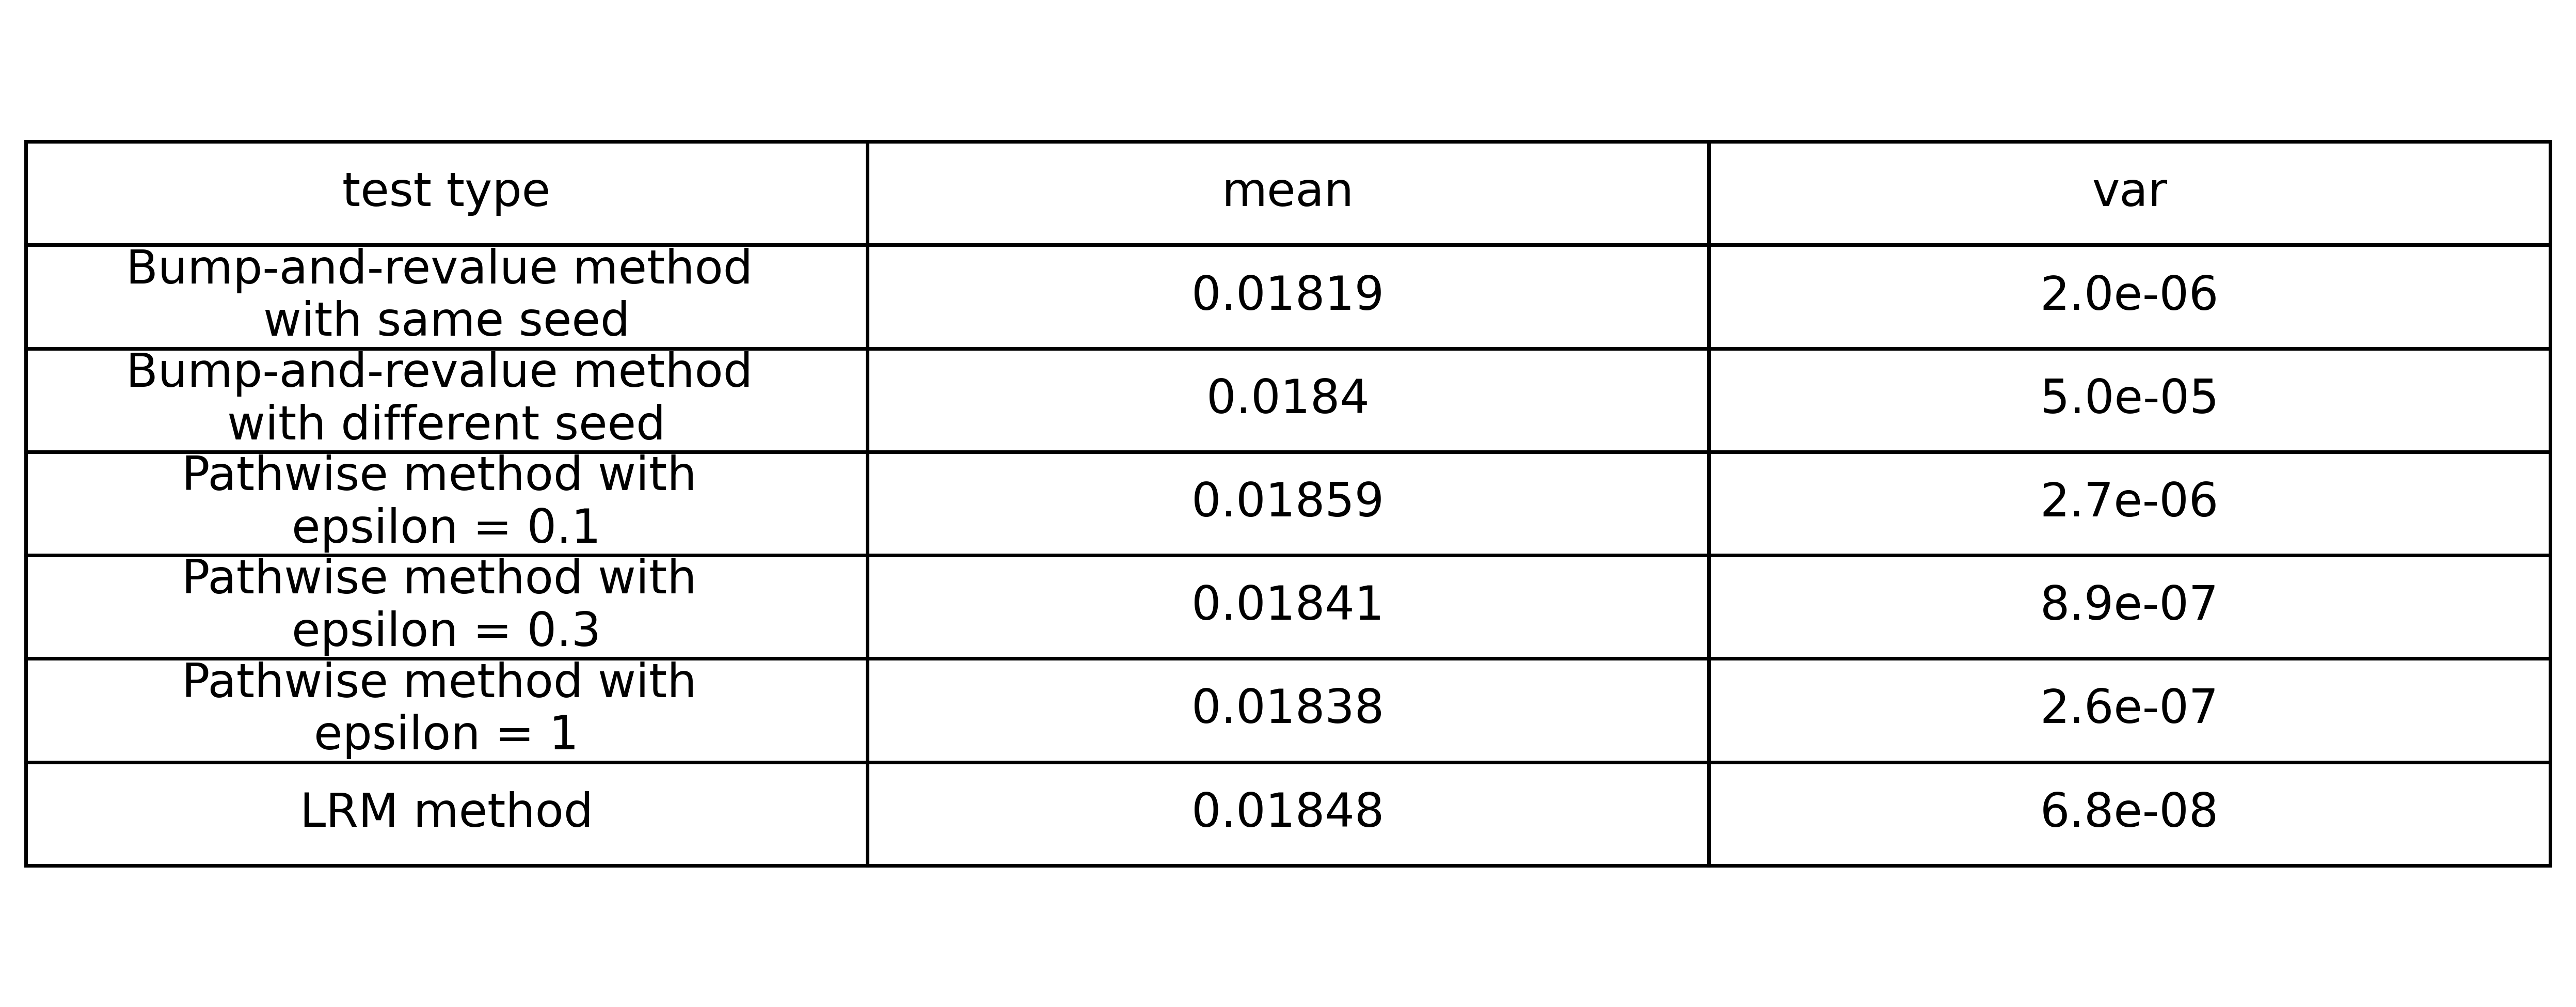 test type mean var
Bump-and-revalue method
with same seed
0.01819 2.0e-06
Bump-and-revalue method
with different seed
0.0184 5.0e-05
Pathwise method with
epsilon = 0.1
0.01859 2.7e-06
Pathwise method with
epsilon = 0.3
0.01841 8.9e-07
Pathwise method with
epsilon = 1
0.01838 2.6e-07
LRM method 0.01848 6.8e-08